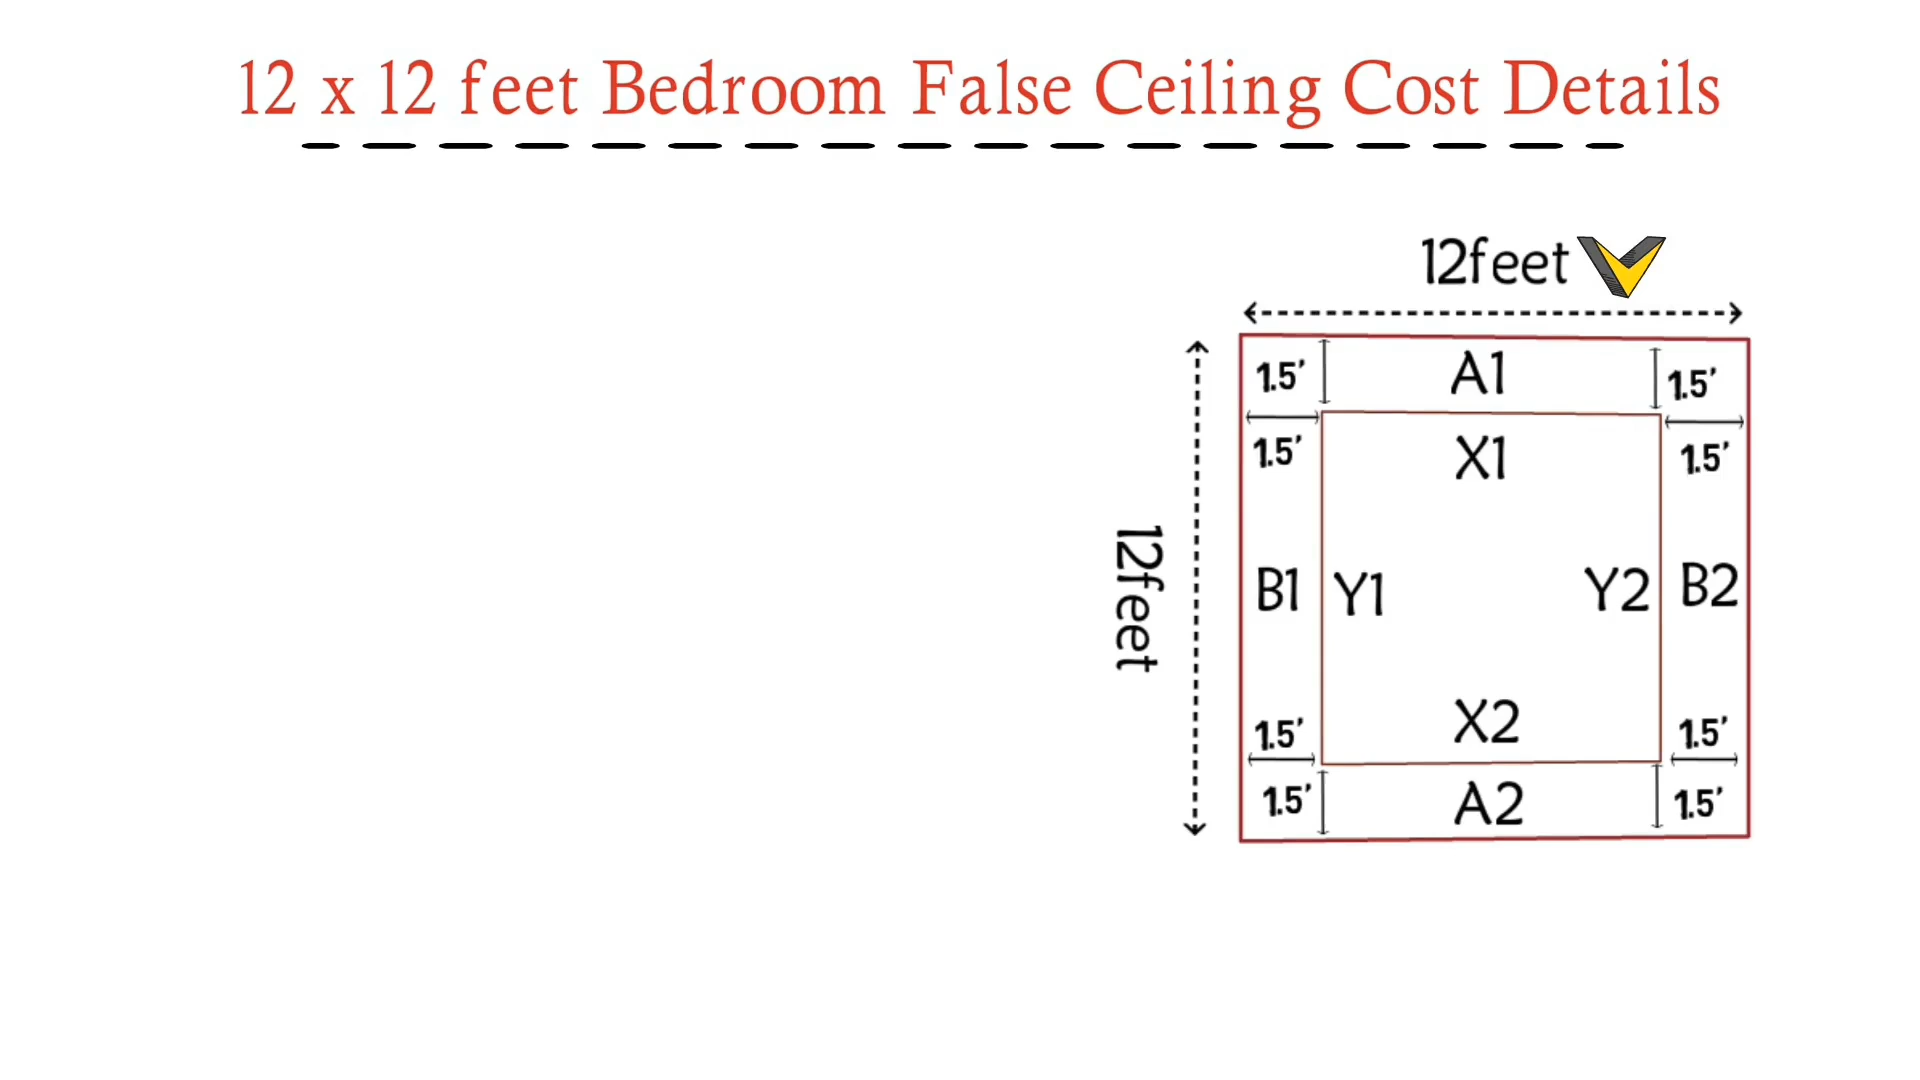 12 x 12 feet Bedroom False Ceiling Cost Details
12feet
1.5' A1 1.5'
1.5' X1 1.5'
12feet
B1 Y1 Y2 B2
1.5' X2 1.5'
1.5' A2 1.5'